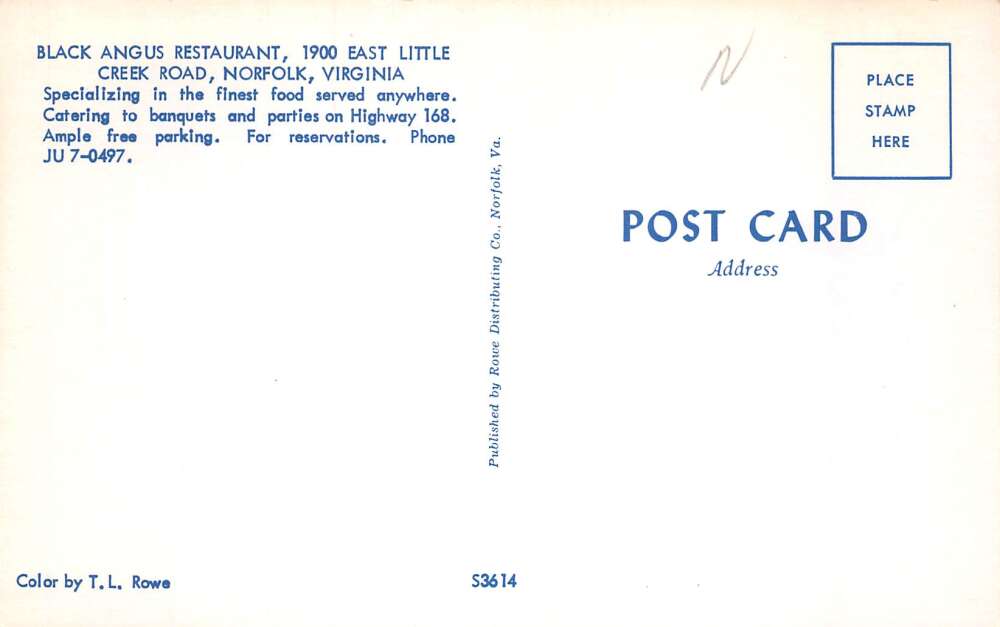 BLACK ANGUS RESTAURANT, 1900 EAST LITTLE
CREEK ROAD, NORFOLK, VIRGINIA
Specializing in the finest food served anywhere.
Catering to banquets and parties on Highway 168.
Ample free parking. For reservations. Phone
JU 7-0497.
Color by T.L. Rowe
Published by Rowe Distributing Co., Norfolk, Va.
S3614
N
PLACE
STAMP
HERE
POST CARD
Address